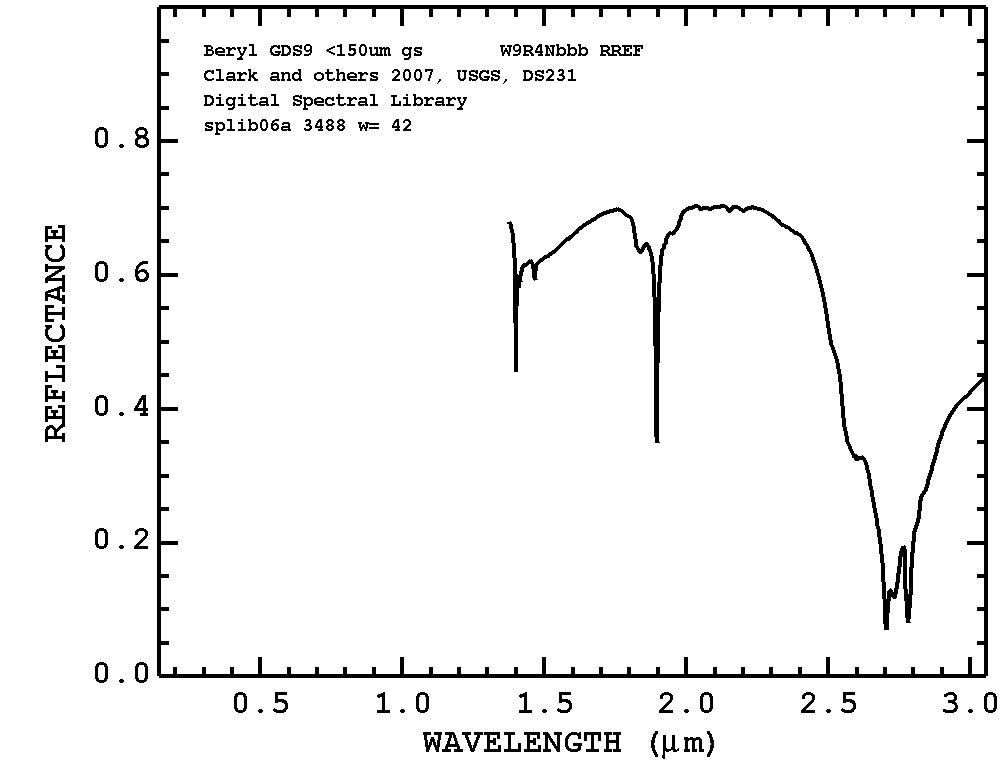 Beryl GDS9 <150um gs W9R4Nbbb RREF
Clark and others 2007, USGS, DS231
Digital Spectral Library
splib06a 3488 w= 42
0.8
0.6
0.4
0.2
0.0
REFLECTANCE
0.5 1.0 1.5 2.0 2.5 3.0
WAVELENGTH (μm)